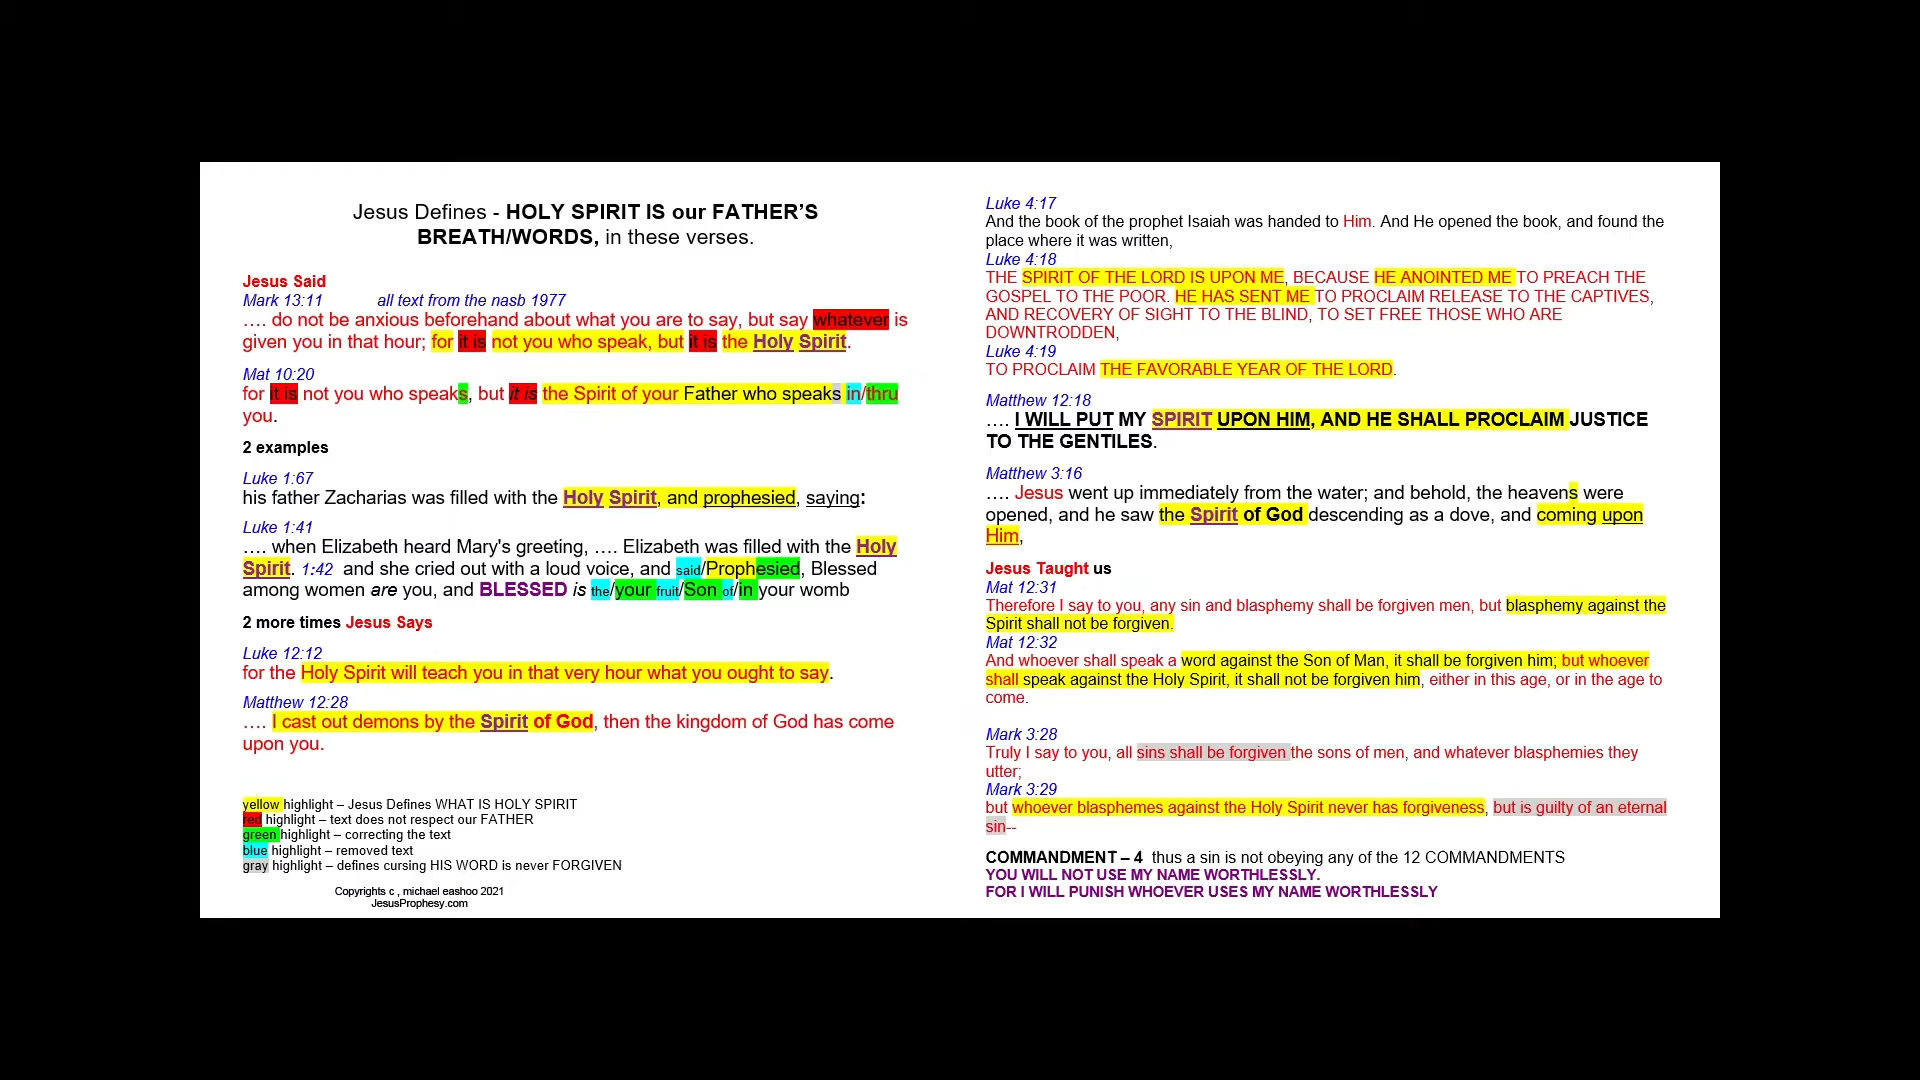 Jesus Defines - HOLY SPIRIT IS our FATHER'S
BREATH/WORDS, in these verses.
Jesus Said
Mark 13:11 all text from the nasb 1977
…. do not be anxious beforehand about what you are to say, but say whatever is
given you in that hour; for it is not you who speak, but it is the Holy Spirit.
Mat 10:20
for it is not you who speaks, but it is the Spirit of your Father who speaks in/thru
you.
2 examples
Luke 1:67
his father Zacharias was filled with the Holy Spirit, and prophesied, saying:
Luke 1:41
…. when Elizabeth heard Mary's greeting, …. Elizabeth was filled with the Holy
Spirit. 1:42 and she cried out with a loud voice, and said/Prophesied, Blessed
among women are you, and BLESSED is the/your fruit/Son of/in your womb
2 more times Jesus Says
Luke 12:12
for the Holy Spirit will teach you in that very hour what you ought to say.
Matthew 12:28
…. I cast out demons by the Spirit of God, then the kingdom of God has come
upon you.
yellow highlight – Jesus Defines WHAT IS HOLY SPIRIT
red highlight – text does not respect our FATHER
green highlight – correcting the text
blue highlight – removed text
gray highlight – defines cursing HIS WORD is never FORGIVEN
Copyrights c , michael eashoo 2021
JesusProphesy.com
Luke 4:17
And the book of the prophet Isaiah was handed to Him. And He opened the book, and found the
place where it was written,
Luke 4:18
THE SPIRIT OF THE LORD IS UPON ME, BECAUSE HE ANOINTED ME TO PREACH THE
GOSPEL TO THE POOR. HE HAS SENT ME TO PROCLAIM RELEASE TO THE CAPTIVES,
AND RECOVERY OF SIGHT TO THE BLIND, TO SET FREE THOSE WHO ARE
DOWNTRODDEN,
Luke 4:19
TO PROCLAIM THE FAVORABLE YEAR OF THE LORD.
Matthew 12:18
…. I WILL PUT MY SPIRIT UPON HIM, AND HE SHALL PROCLAIM JUSTICE
TO THE GENTILES.
Matthew 3:16
…. Jesus went up immediately from the water; and behold, the heavens were
opened, and he saw the Spirit of God descending as a dove, and coming upon
Him,
Jesus Taught us
Mat 12:31
Therefore I say to you, any sin and blasphemy shall be forgiven men, but blasphemy against the
Spirit shall not be forgiven.
Mat 12:32
And whoever shall speak a word against the Son of Man, it shall be forgiven him; but whoever
shall speak against the Holy Spirit, it shall not be forgiven him, either in this age, or in the age to
come.
Mark 3:28
Truly I say to you, all sins shall be forgiven the sons of men, and whatever blasphemies they
utter;
Mark 3:29
but whoever blasphemes against the Holy Spirit never has forgiveness, but is guilty of an eternal
sin--
COMMANDMENT – 4 thus a sin is not obeying any of the 12 COMMANDMENTS
YOU WILL NOT USE MY NAME WORTHLESSLY.
FOR I WILL PUNISH WHOEVER USES MY NAME WORTHLESSLY